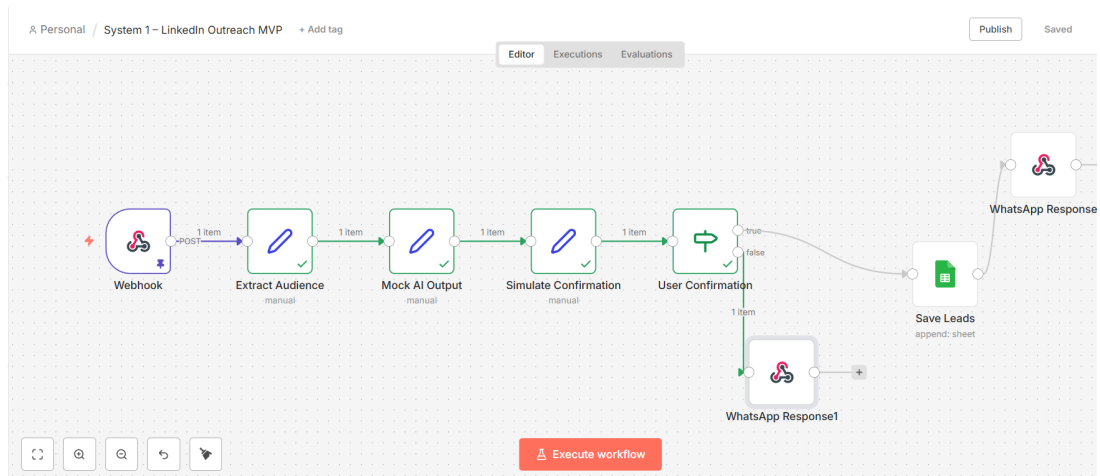 Personal / System 1 – LinkedIn Outreach MVP + Add tag
Publish
Saved
Editor Executions Evaluations
WhatsApp Response
1 item 1 item 1 item 1 item
POST
true
false
Webhook
Extract Audience
manual
Mock AI Output
manual
Simulate Confirmation
manual
User Confirmation
Save Leads
append: sheet
1 item
+
WhatsApp Response1
Execute workflow